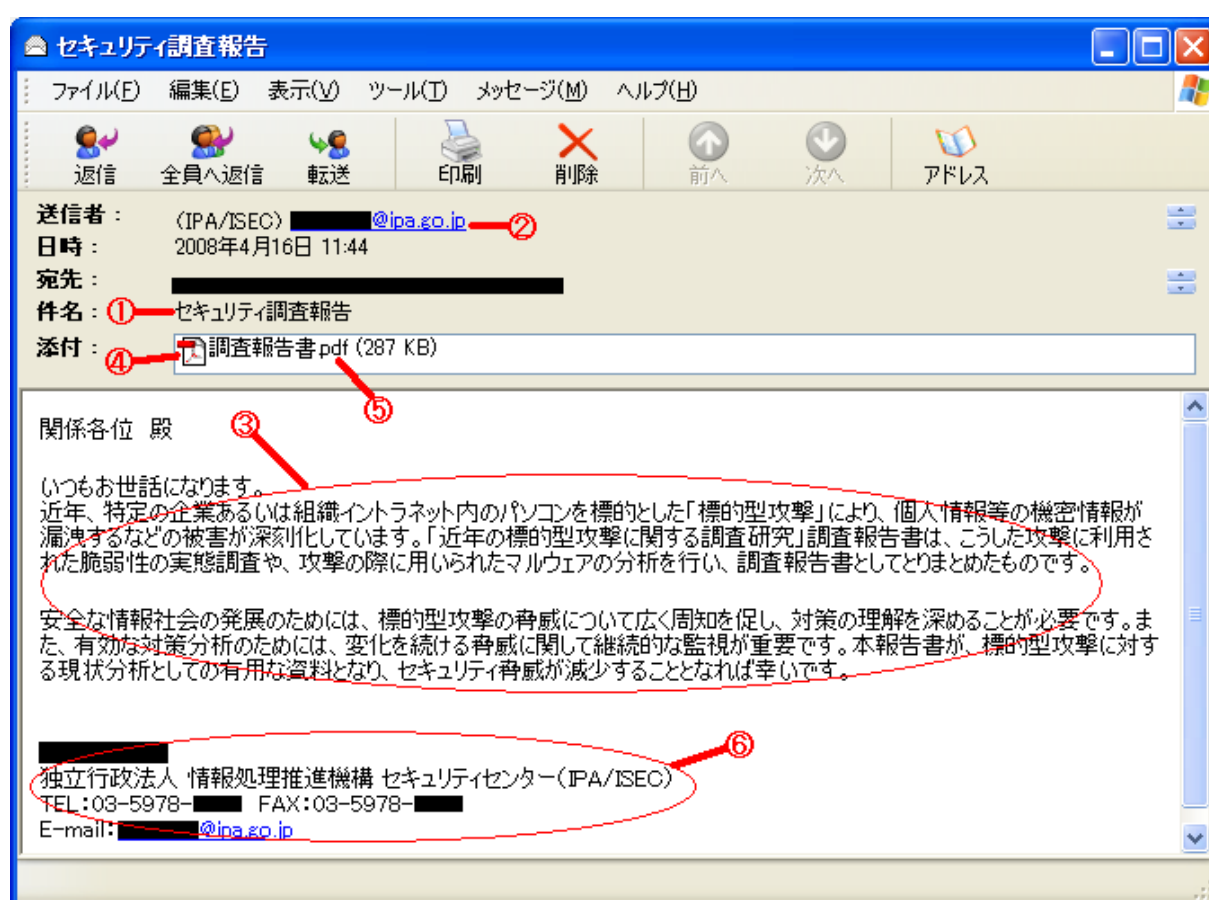 セキュリティ調査報告
ファイル(F) 編集(E) 表示(V) ツール(T) メッセージ(M) ヘルプ(H)
返信 全員へ返信 転送 印刷 削除 前へ 次へ アドレス
送信者: (IPA/ISEC) @ipa.go.jp ②
日時: 2008年4月16日 11:44
宛先:
件名: ① セキュリティ調査報告
添付: ④ 調査報告書.pdf (287 KB)
⑤
関係各位 殿 ③
いつもお世話になります。
近年、特定の企業あるいは組織イントラネット内のパソコンを標的とした「標的型攻撃」により、個人情報等の機密情報が
漏洩するなどの被害が深刻化しています。「近年の標的型攻撃に関する調査研究」調査報告書は、こうした攻撃に利用さ
れた脆弱性の実態調査や、攻撃の際に用いられたマルウェアの分析を行い、調査報告書としてとりまとめたものです。
安全な情報社会の発展のためには、標的型攻撃の脅威について広く周知を促し、対策の理解を深めることが必要です。ま
た、有効な対策分析のためには、変化を続ける脅威に関して継続的な監視が重要です。本報告書が、標的型攻撃に対す
る現状分析としての有用な資料となり、セキュリティ脅威が減少することとなれば幸いです。
⑥
独立行政法人 情報処理推進機構 セキュリティセンター(IPA/ISEC)
TEL:03-5978- FAX:03-5978-
E-mail: @ipa.go.jp